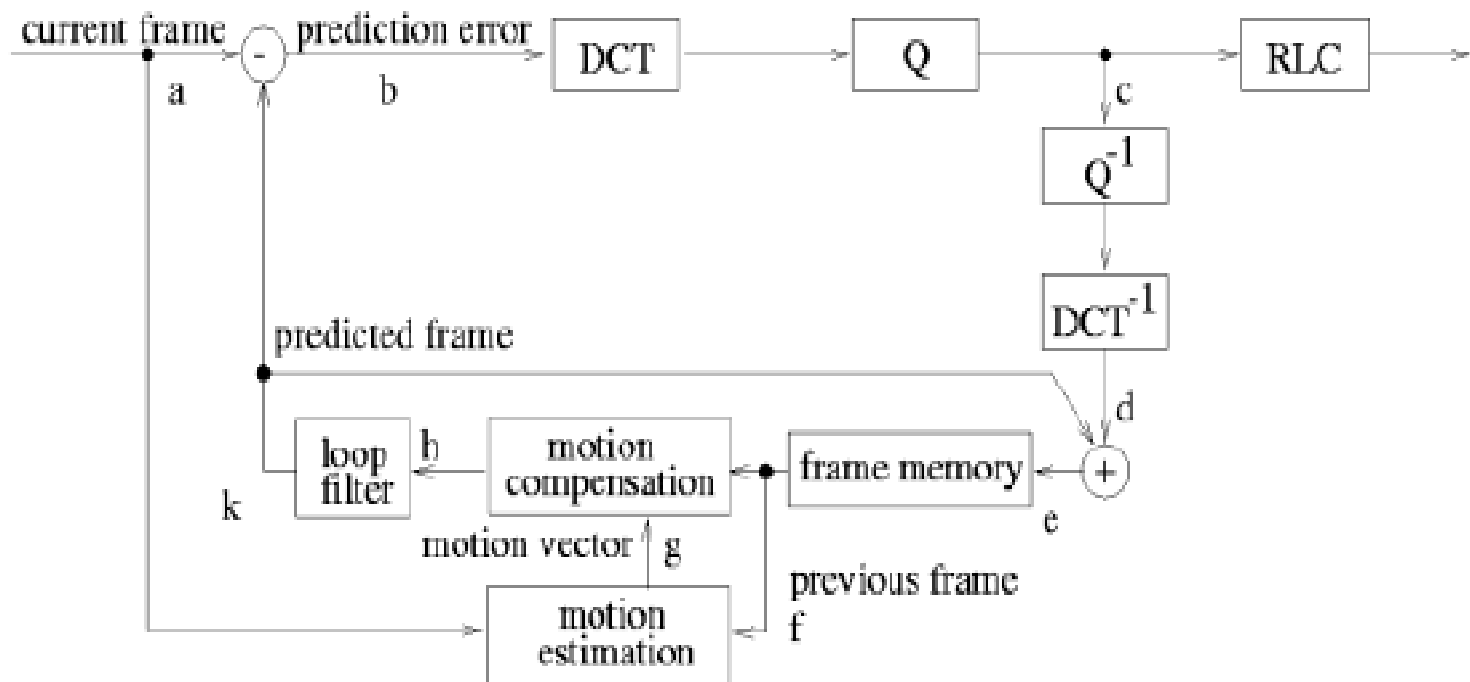 current frame
prediction error
DCT
Q
RLC
a
b
c
Q-1
DCT-1
predicted frame
d
loop
filter
h
motion
compensation
frame memory
+
e
k
motion vector
g
previous frame
f
motion
estimation